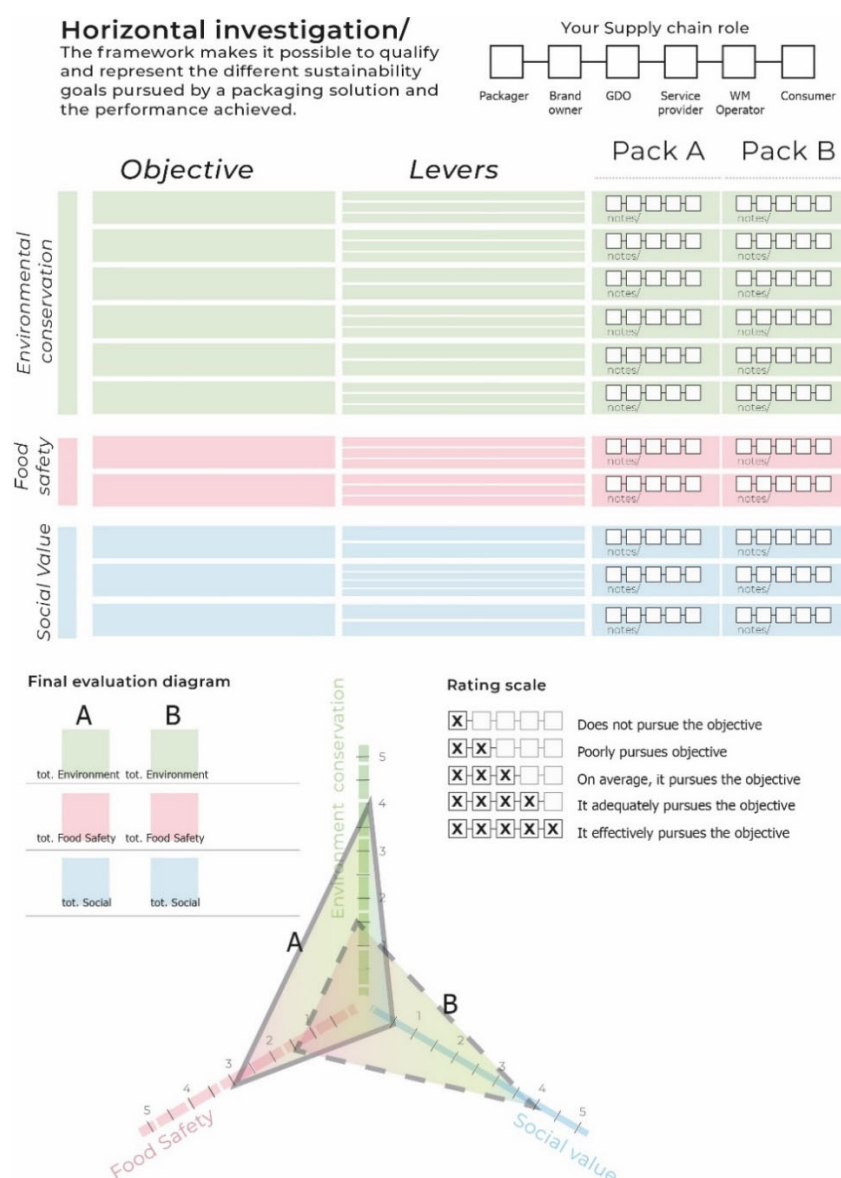 Horizontal investigation/
The framework makes it possible to qualify
and represent the different sustainability
goals pursued by a packaging solution and
the performance achieved.
Your Supply chain role
Packager
Brand
owner
GDO
Service
provider
WM
Operator
Consumer
Objective
Levers
Pack A
Pack B
Environmental
conservation
notes/
notes/
notes/
notes/
notes/
notes/
notes/
notes/
notes/
notes/
notes/
notes/
Food
safety
notes/
notes/
notes/
notes/
Social Value
notes/
notes/
notes/
notes/
notes/
notes/
Final evaluation diagram
A
B
tot. Environment
tot. Environment
tot. Food Safety
tot. Food Safety
tot. Social
tot. Social
Rating scale
X
Does not pursue the objective
X X
Poorly pursues objective
X X X
On average, it pursues the objective
X X X X
It adequately pursues the objective
X X X X X
It effectively pursues the objective
Environment conservation
5
4
3
2
A
B
1
2
3
4
5
Food Safety
1
2
3
4
5
Social value